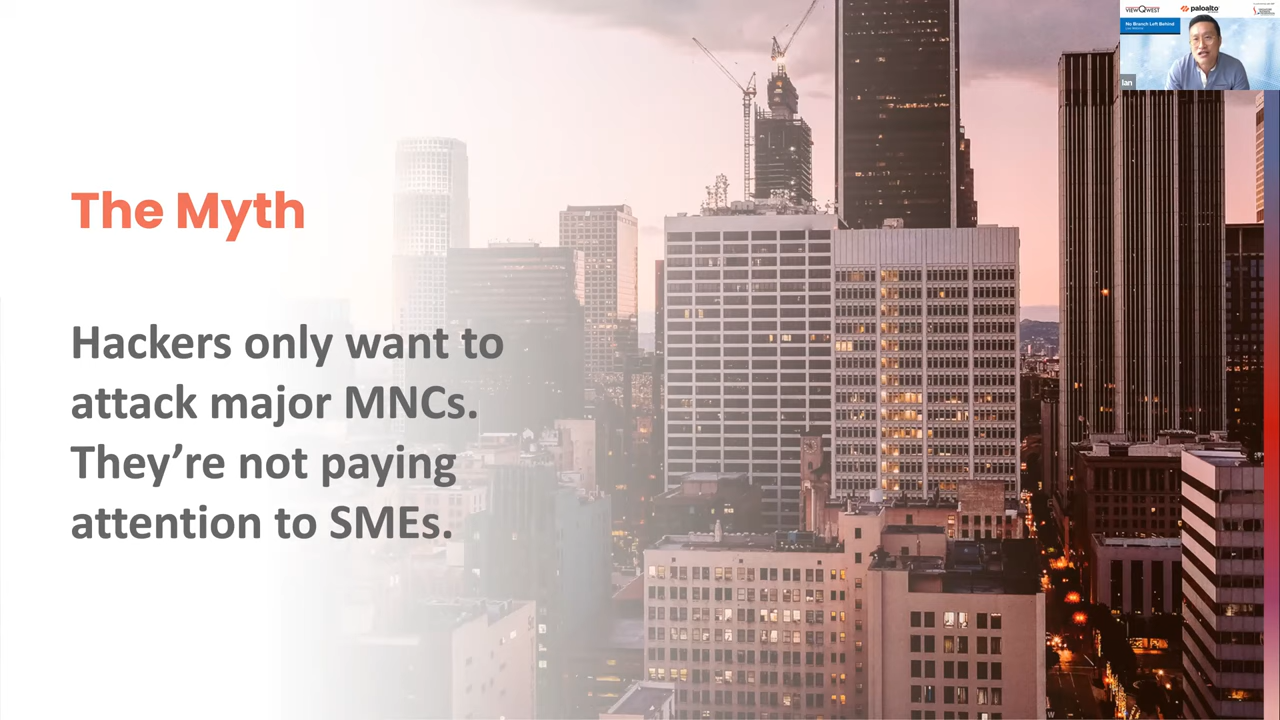 VIEWQWEST
paloalto
No Branch Left Behind
Ian
The Myth
Hackers only want to
attack major MNCs.
They're not paying
attention to SMEs.